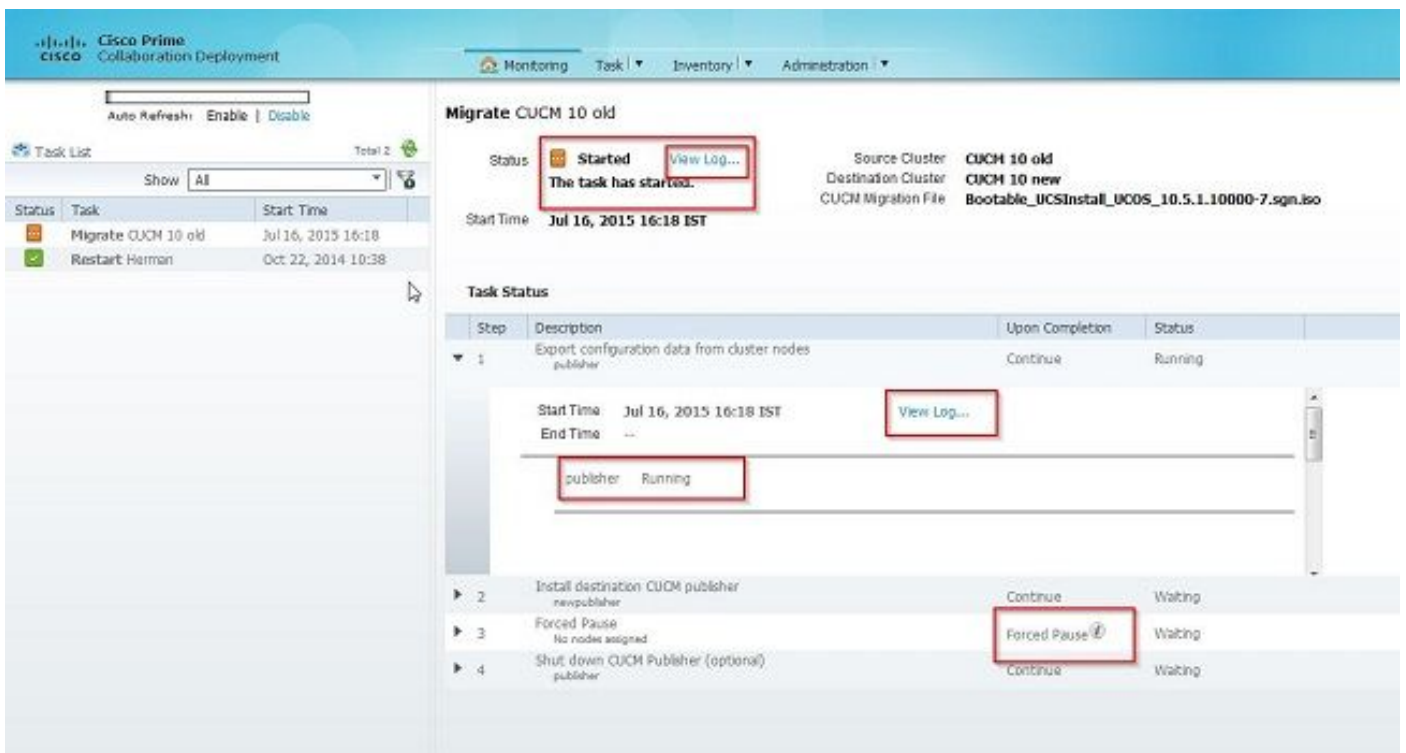 Cisco Prime
CISCO Collaboration Deployment
Monitoring Task Inventory Administration
Auto Refresh: Enable | Disable
Task List Total 2
Show All
Status Task Start Time
Migrate CUCM 10 old Jul 16, 2015 16:18
Restart Herman Oct 22, 2014 10:38
Migrate CUCM 10 old
Status Started View Log...
The task has started.
Start Time Jul 16, 2015 16:18 IST
Source Cluster CUCM 10 old
Destination Cluster CUCM 10 new
CUCM Migration File Bootable_UCSInstall_UCOS_10.5.1.10000-7.sgn.iso
Task Status
Step Description Upon Completion Status
1 Export configuration data from cluster nodes Continue Running
publisher
Start Time Jul 16, 2015 16:18 IST View Log...
End Time --
publisher Running
2 Install destination CUCM publisher Continue Waiting
newpublisher
3 Forced Pause Forced Pause i Waiting
No nodes assigned
4 Shut down CUCM Publisher (optional) Continue Waiting
publisher